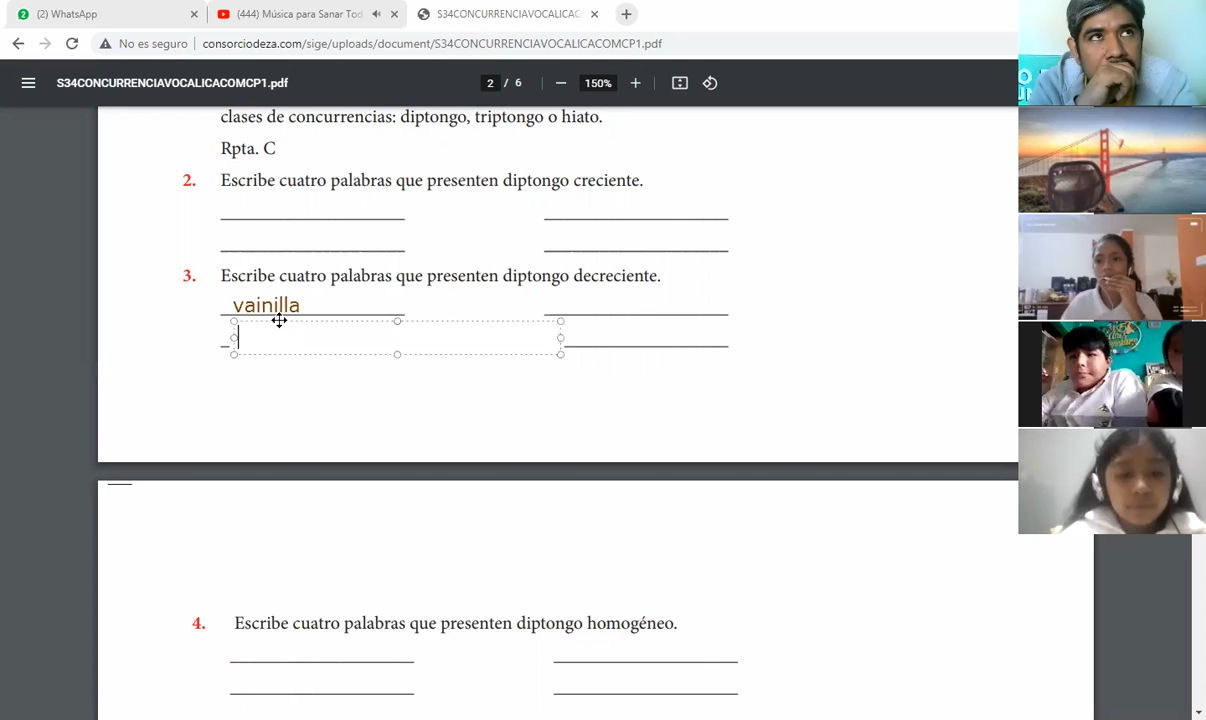 (2) WhatsApp
(444) Música para Sanar Tod
S34CONCURRENCIAVOCALICAC
No es seguro
consorciodeza.com/sige/uploads/document/S34CONCURRENCIAVOCALICACOMCP1.pdf
S34CONCURRENCIAVOCALICACOMCP1.pdf
2 / 6
150%
clases de concurrencias: diptongo, triptongo o hiato.
Rpta. C
2. Escribe cuatro palabras que presenten diptongo creciente.
3. Escribe cuatro palabras que presenten diptongo decreciente.
vainilla
4. Escribe cuatro palabras que presenten diptongo homogéneo.